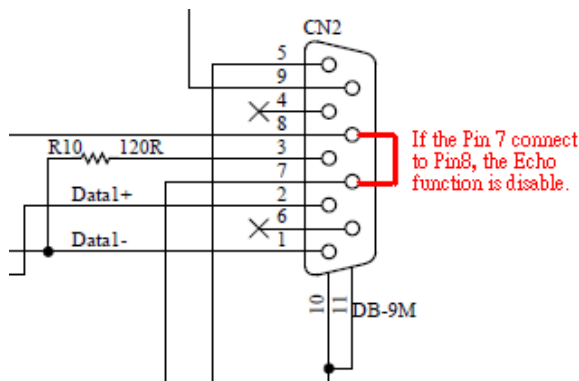 CN2
5
9
4
8
R10 120R 3
7
Data1+ 2
6
Data1- 1
If the Pin 7 connect
to Pin8, the Echo
function is disable.
10
11
DB-9M